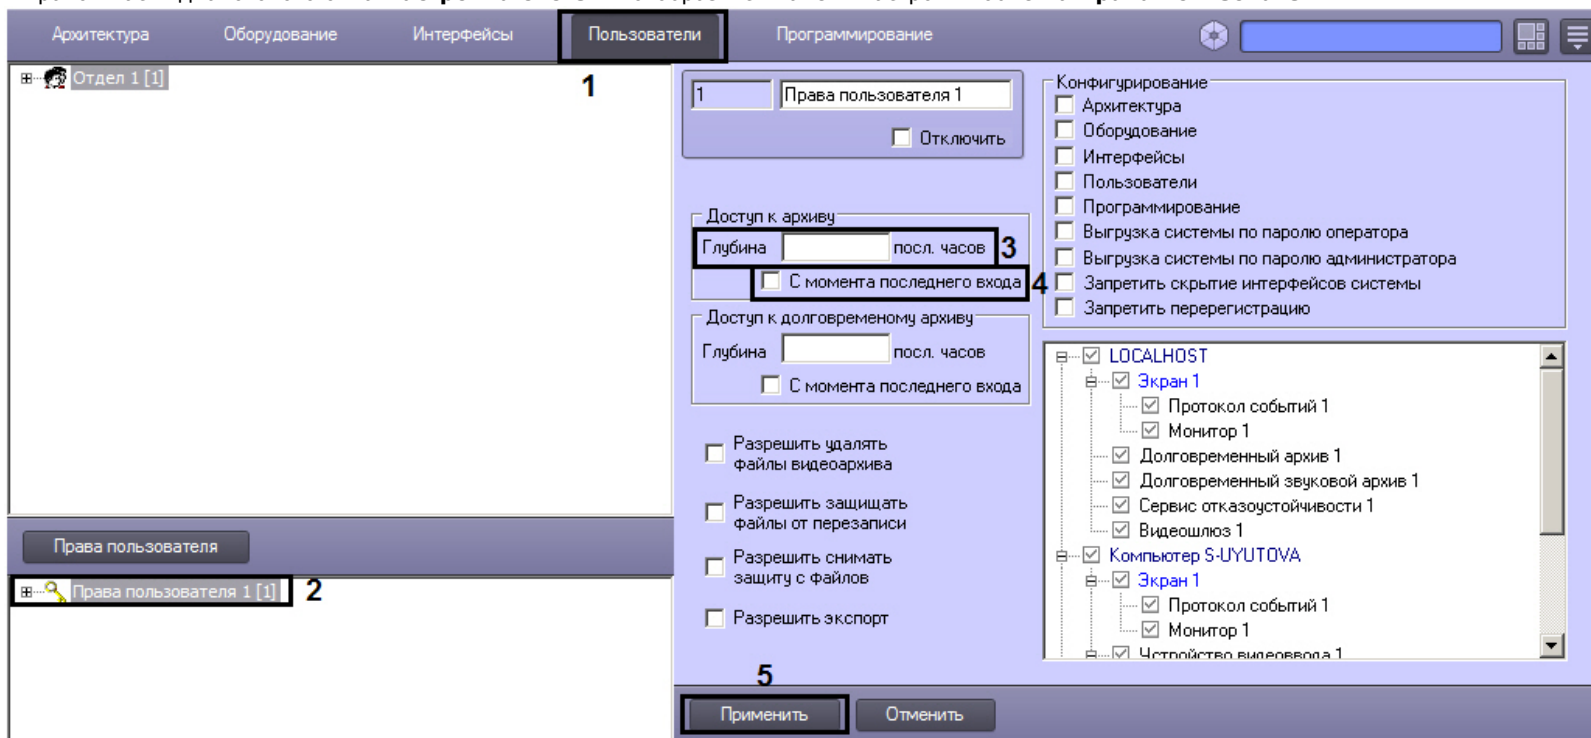 Архитектура
Оборудование
Интерфейсы
Пользователи
Программирование
1
Отдел 1 [1]
Права пользователя
Права пользователя 1 [1]
2
1
Права пользователя 1
Отключить
Доступ к архиву
Глубина
посл. часов
3
С момента последнего входа
4
Доступ к долговременому архиву
Глубина
посл. часов
С момента последнего входа
Разрешить удалять
файлы видеоархива
Разрешить защищать
файлы от перезаписи
Разрешить снимать
защиту с файлов
Разрешить экспорт
Конфигурирование
Архитектура
Оборудование
Интерфейсы
Пользователи
Программирование
Выгрузка системы по паролю оператора
Выгрузка системы по паролю администратора
Запретить скрытие интерфейсов системы
Запретить перерегистрацию
LOCALHOST
Экран 1
Протокол событий 1
Монитор 1
Долговременный архив 1
Долговременный звуковой архив 1
Сервис отказоустойчивости 1
Видеошлюз 1
Компьютер S-UYUTOVA
Экран 1
Протокол событий 1
Монитор 1
Устройство видеоввода 1
5
Применить
Отменить